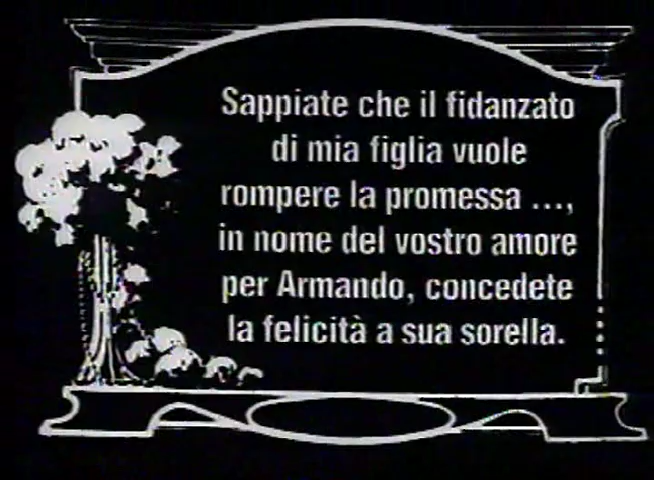 Sappiate che il fidanzato
di mia figlia vuole
rompere la promessa ...,
in nome del vostro amore
per Armando, concedete
la felicità a sua sorella.